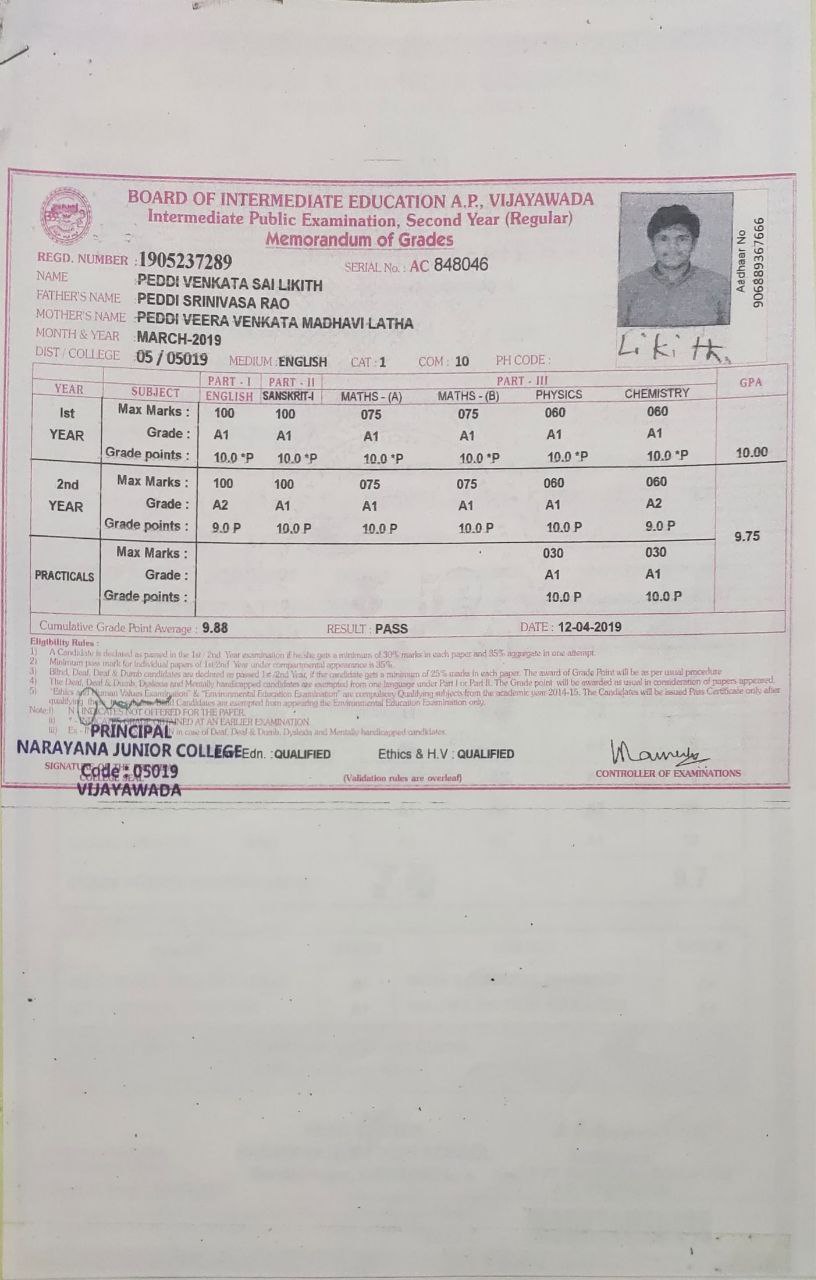 BOARD OF INTERMEDIATE EDUCATION A.P., VIJAYAWADA
Intermediate Public Examination, Second Year (Regular)
Memorandum of Grades
REGD. NUMBER : 1905237289 SERIAL No. : AC 848046
NAME : PEDDI VENKATA SAI LIKITH
FATHER'S NAME : PEDDI SRINIVASA RAO
MOTHER'S NAME : PEDDI VEERA VENKATA MADHAVI LATHA
MONTH & YEAR : MARCH-2019
DIST / COLLEGE : 05 / 05019 MEDIUM : ENGLISH CAT : 1 COM : 10 PH CODE :
Aadhaar No
906889367666
Likith.
YEAR SUBJECT PART - I PART - II PART - III GPA
ENGLISH SANSKRIT-I MATHS - (A) MATHS - (B) PHYSICS CHEMISTRY
Ist Max Marks : 100 100 075 075 060 060
YEAR Grade : A1 A1 A1 A1 A1 A1
Grade points : 10.0 *P 10.0 *P 10.0 *P 10.0 *P 10.0 *P 10.0 *P 10.00
2nd Max Marks : 100 100 075 075 060 060
YEAR Grade : A2 A1 A1 A1 A1 A2
Grade points : 9.0 P 10.0 P 10.0 P 10.0 P 10.0 P 9.0 P
9.75
Max Marks : 030 030
PRACTICALS Grade : A1 A1
Grade points : 10.0 P 10.0 P
Cumulative Grade Point Average : 9.88 RESULT : PASS DATE : 12-04-2019
Eligibility Rules :
1) A Candidate is declared as passed in the 1st / 2nd Year examination if he/she gets a minimum of 30% marks in each paper and 35% aggregate in one attempt.
2) Minimum pass mark for individual papers of 1st/2nd Year under compartmental appearance is 35%.
3) Blind, Deaf, Deaf & Dumb candidates are declared as passed 1st /2nd Year, if the candidate gets a minimum of 25% marks in each paper. The award of Grade Point will be as per usual procedure
4) The Deaf, Deaf & Dumb, Dyslexia and Mentally handicapped candidates are exempted from one language under Part I or Part II. The Grade point will be awarded as usual in consideration of papers appeared.
5) "Ethics Human Values Examination" & "Environmental Education Examination" are compulsory Qualifying subjects from the academic year 2014-15. The Candidates will be issued Pass Certificate only after
qualifying Candidates are exempted from appearing the Environmental Education Examination only.
Note: i) N INDICATES NOT OFFERED FOR THE PAPER.
ii) * AT AN EARLIER EXAMINATION
iii) Ex - in case of Deaf, Deaf & Dumb, Dyslexia and Mentally handicapped candidates.
PRINCIPAL
NARAYANA JUNIOR COLLEGE Edn. : QUALIFIED Ethics & H.V : QUALIFIED
Code : 05019
VIJAYAWADA
(Validation rules are overleaf)
CONTROLLER OF EXAMINATIONS